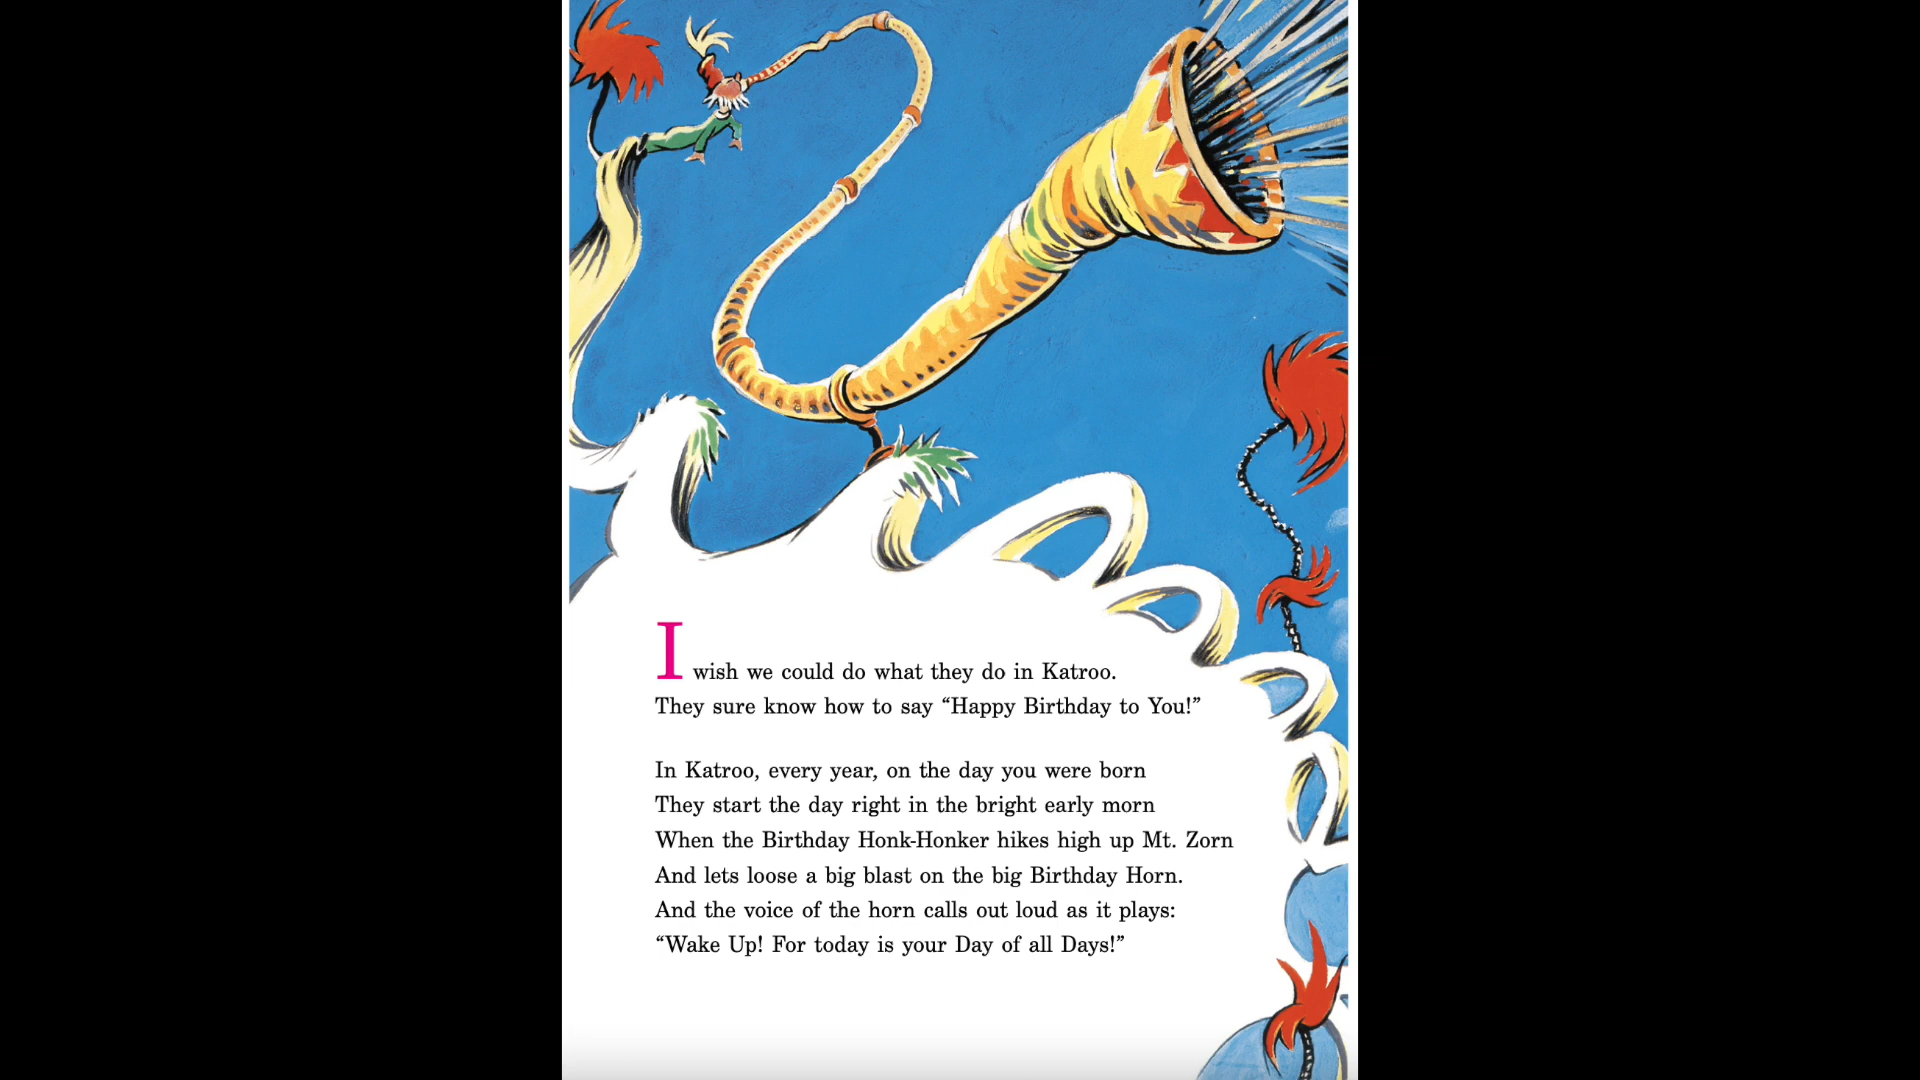 I wish we could do what they do in Katroo.
They sure know how to say “Happy Birthday to You!”
In Katroo, every year, on the day you were born
They start the day right in the bright early morn
When the Birthday Honk-Honker hikes high up Mt. Zorn
And lets loose a big blast on the big Birthday Horn.
And the voice of the horn calls out loud as it plays:
“Wake Up! For today is your Day of all Days!”